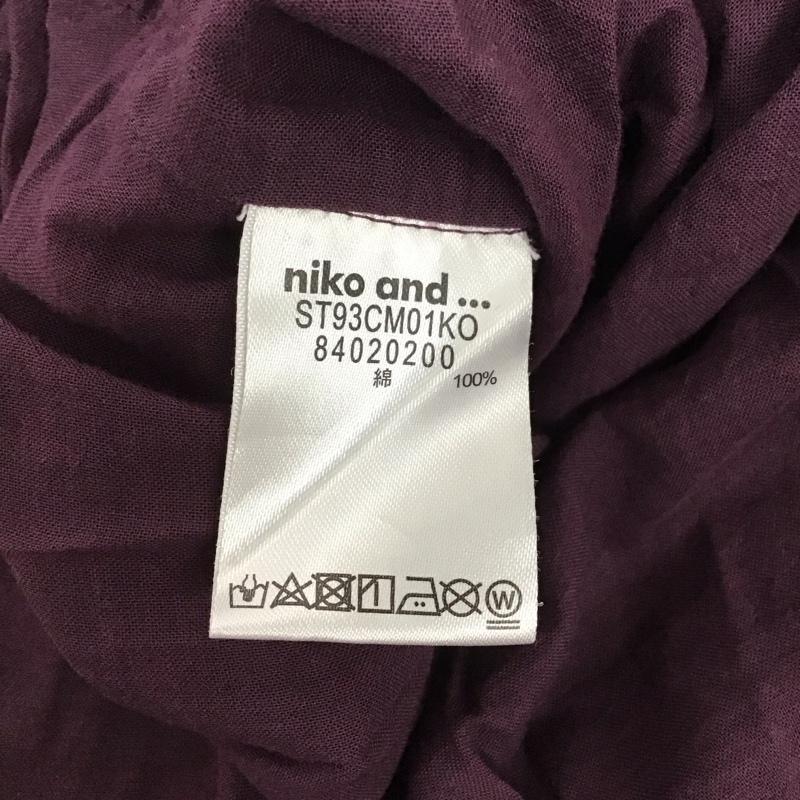 niko and ...
ST93CM01KO
84020200
綿 100%
W